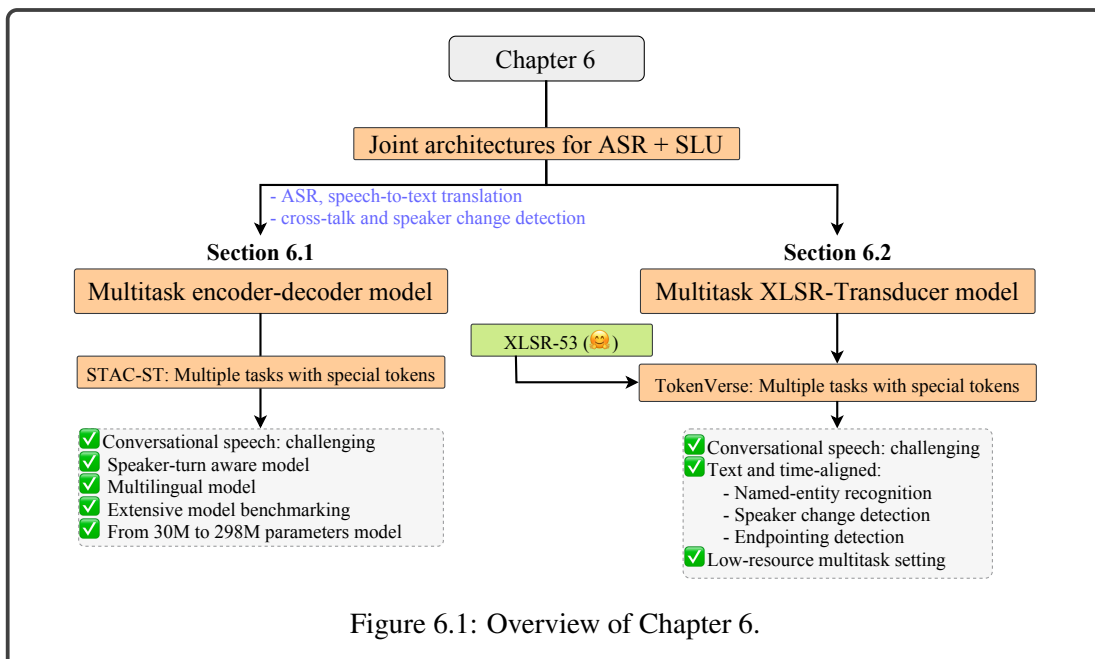 Chapter 6
Joint architectures for ASR + SLU
- ASR, speech-to-text translation
- cross-talk and speaker change detection
Section 6.1
Multitask encoder-decoder model
STAC-ST: Multiple tasks with special tokens
✅Conversational speech: challenging
✅Speaker-turn aware model
✅Multilingual model
✅Extensive model benchmarking
✅From 30M to 298M parameters model
Section 6.2
Multitask XLSR-Transducer model
XLSR-53 (🤗)
TokenVerse: Multiple tasks with special tokens
✅Conversational speech: challenging
✅Text and time-aligned:
- Named-entity recognition
- Speaker change detection
- Endpointing detection
✅Low-resource multitask setting
Figure 6.1: Overview of Chapter 6.